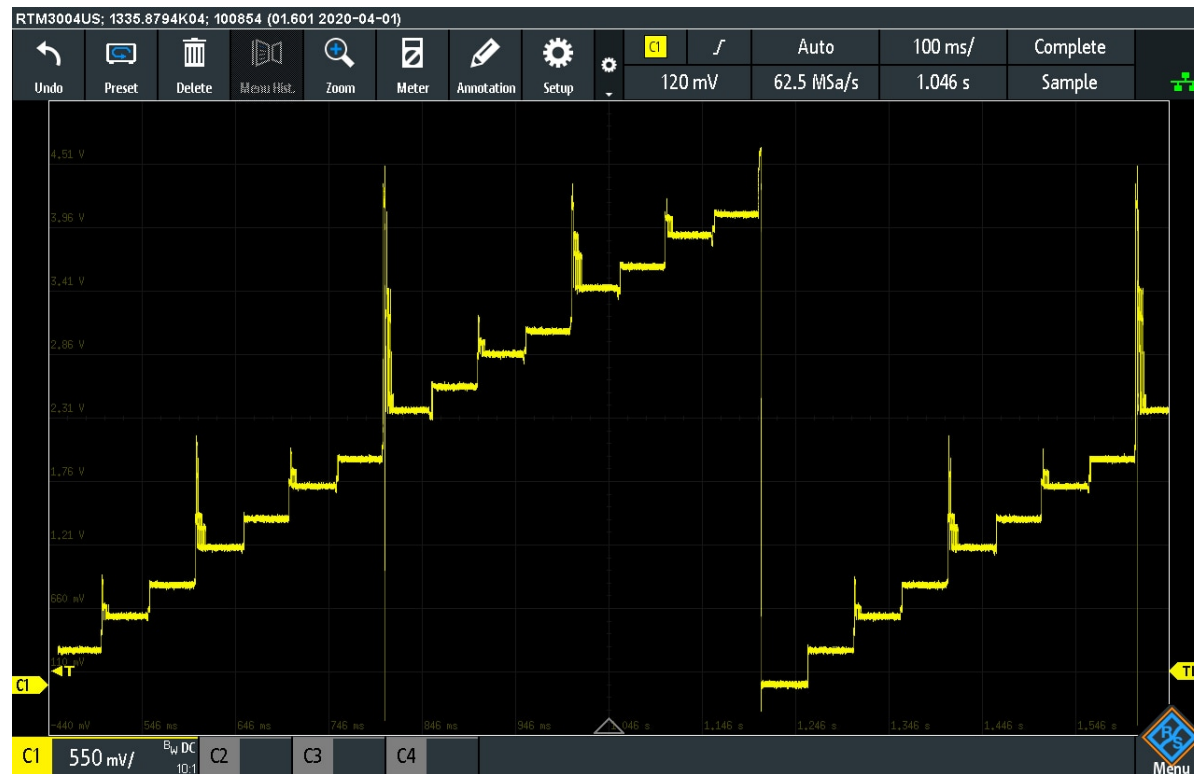 RTM3004US; 1335.8794K04; 100854 (01.601 2020-04-01)
Undo Preset Delete Menu Hist. Zoom Meter Annotation Setup
C1 Auto 100 ms/ Complete
120 mV 62.5 MSa/s 1.046 s Sample
4.51 V
3.96 V
3.41 V
2.86 V
2.31 V
1.76 V
1.21 V
660 mV
110 mV
T
C1 TL
-440 mV 546 ms 646 ms 746 ms 846 ms 946 ms 1.046 s 1.146 s 1.246 s 1.346 s 1.446 s 1.546 s
C1 550 mV/ BW DC 10:1 C2 C3 C4
R&S
Menu